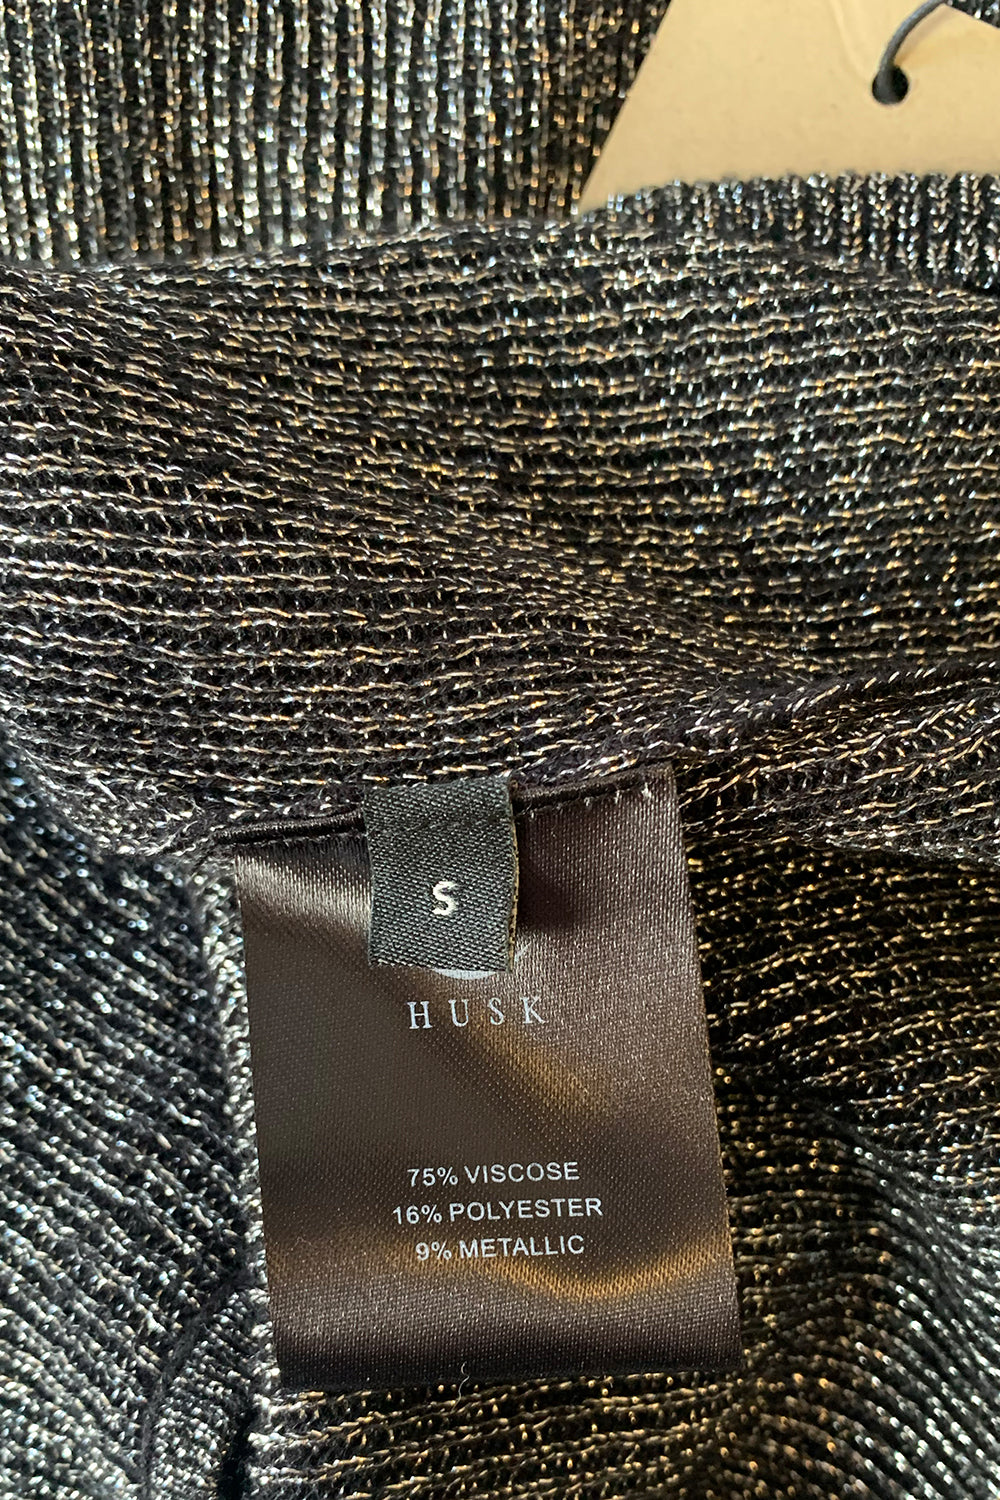 S
HUSK
75% VISCOSE
16% POLYESTER
9% METALLIC